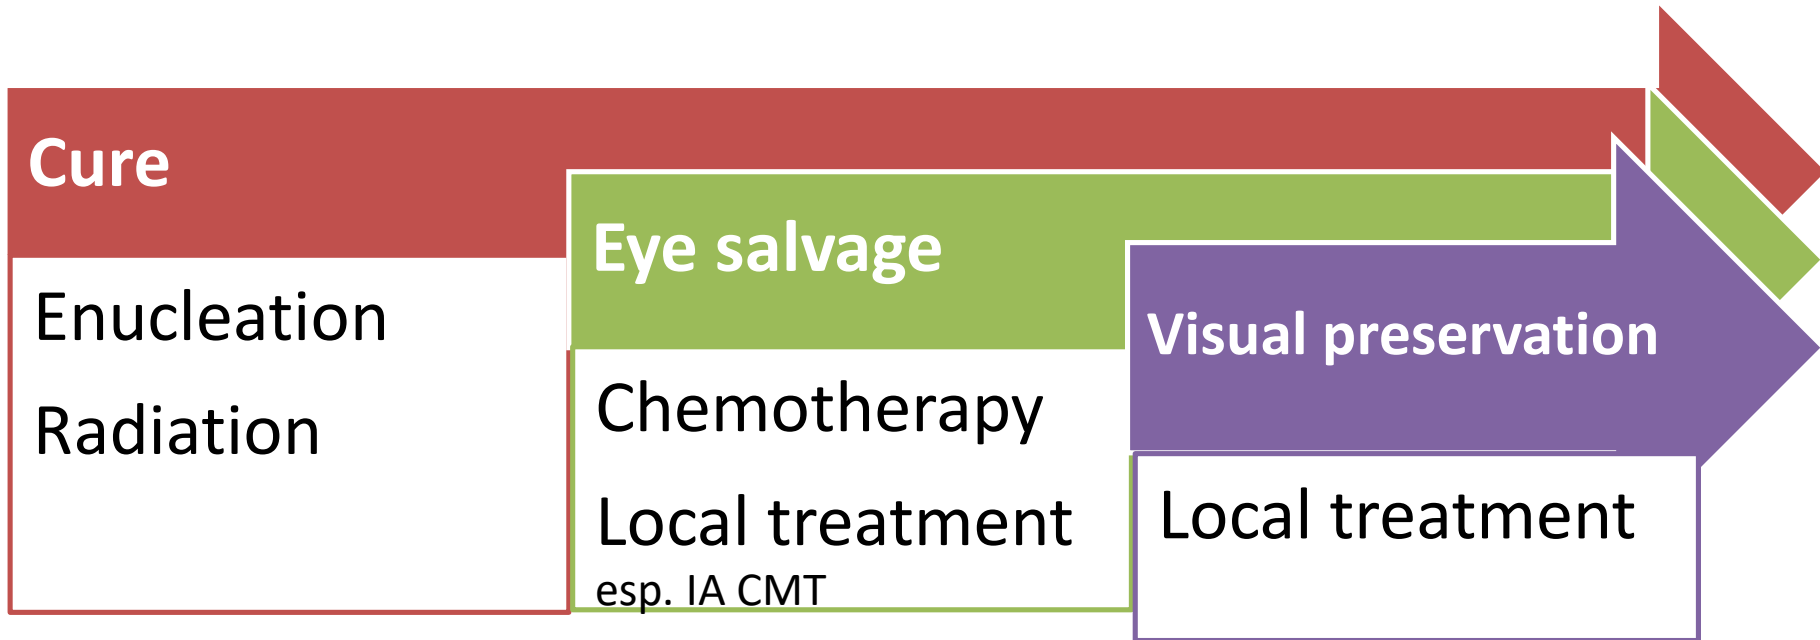 Cure
Enucleation
Radiation
Eye salvage
Chemotherapy
Local treatment
esp. IA CMT
Visual preservation
Local treatment